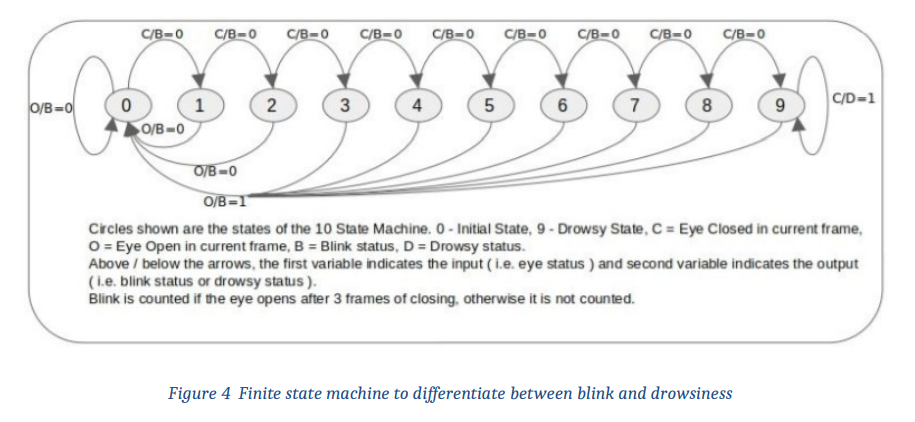 C/B=0 C/B=0 C/B=0 C/B=0 C/B=0 C/B=0 C/B=0 C/B=0 C/B=0
O/B=0 0 1 2 3 4 5 6 7 8 9 C/D=1
O/B=0
O/B=0
O/B=1
Circles shown are the states of the 10 State Machine. 0 - Initial State, 9 - Drowsy State, C = Eye Closed in current frame,
O = Eye Open in current frame, B = Blink status, D = Drowsy status.
Above / below the arrows, the first variable indicates the input ( i.e. eye status ) and second variable indicates the output
( i.e. blink status or drowsy status ).
Blink is counted if the eye opens after 3 frames of closing, otherwise it is not counted.
Figure 4 Finite state machine to differentiate between blink and drowsiness